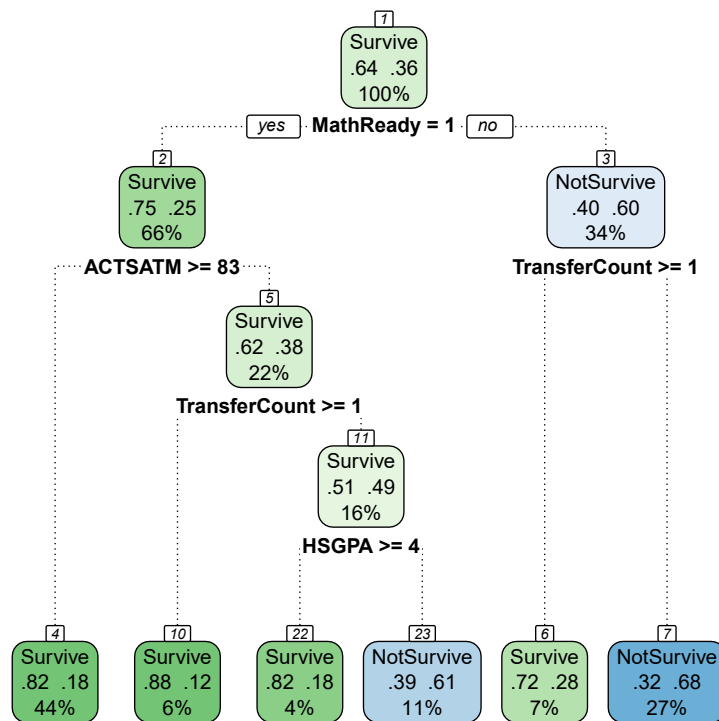 1
Survive
.64 .36
100%
yes MathReady = 1 no
2
Survive
.75 .25
66%
3
NotSurvive
.40 .60
34%
ACTSATM >= 83
TransferCount >= 1
5
Survive
.62 .38
22%
TransferCount >= 1
11
Survive
.51 .49
16%
HSGPA >= 4
4
Survive
.82 .18
44%
10
Survive
.88 .12
6%
22
Survive
.82 .18
4%
23
NotSurvive
.39 .61
11%
6
Survive
.72 .28
7%
7
NotSurvive
.32 .68
27%